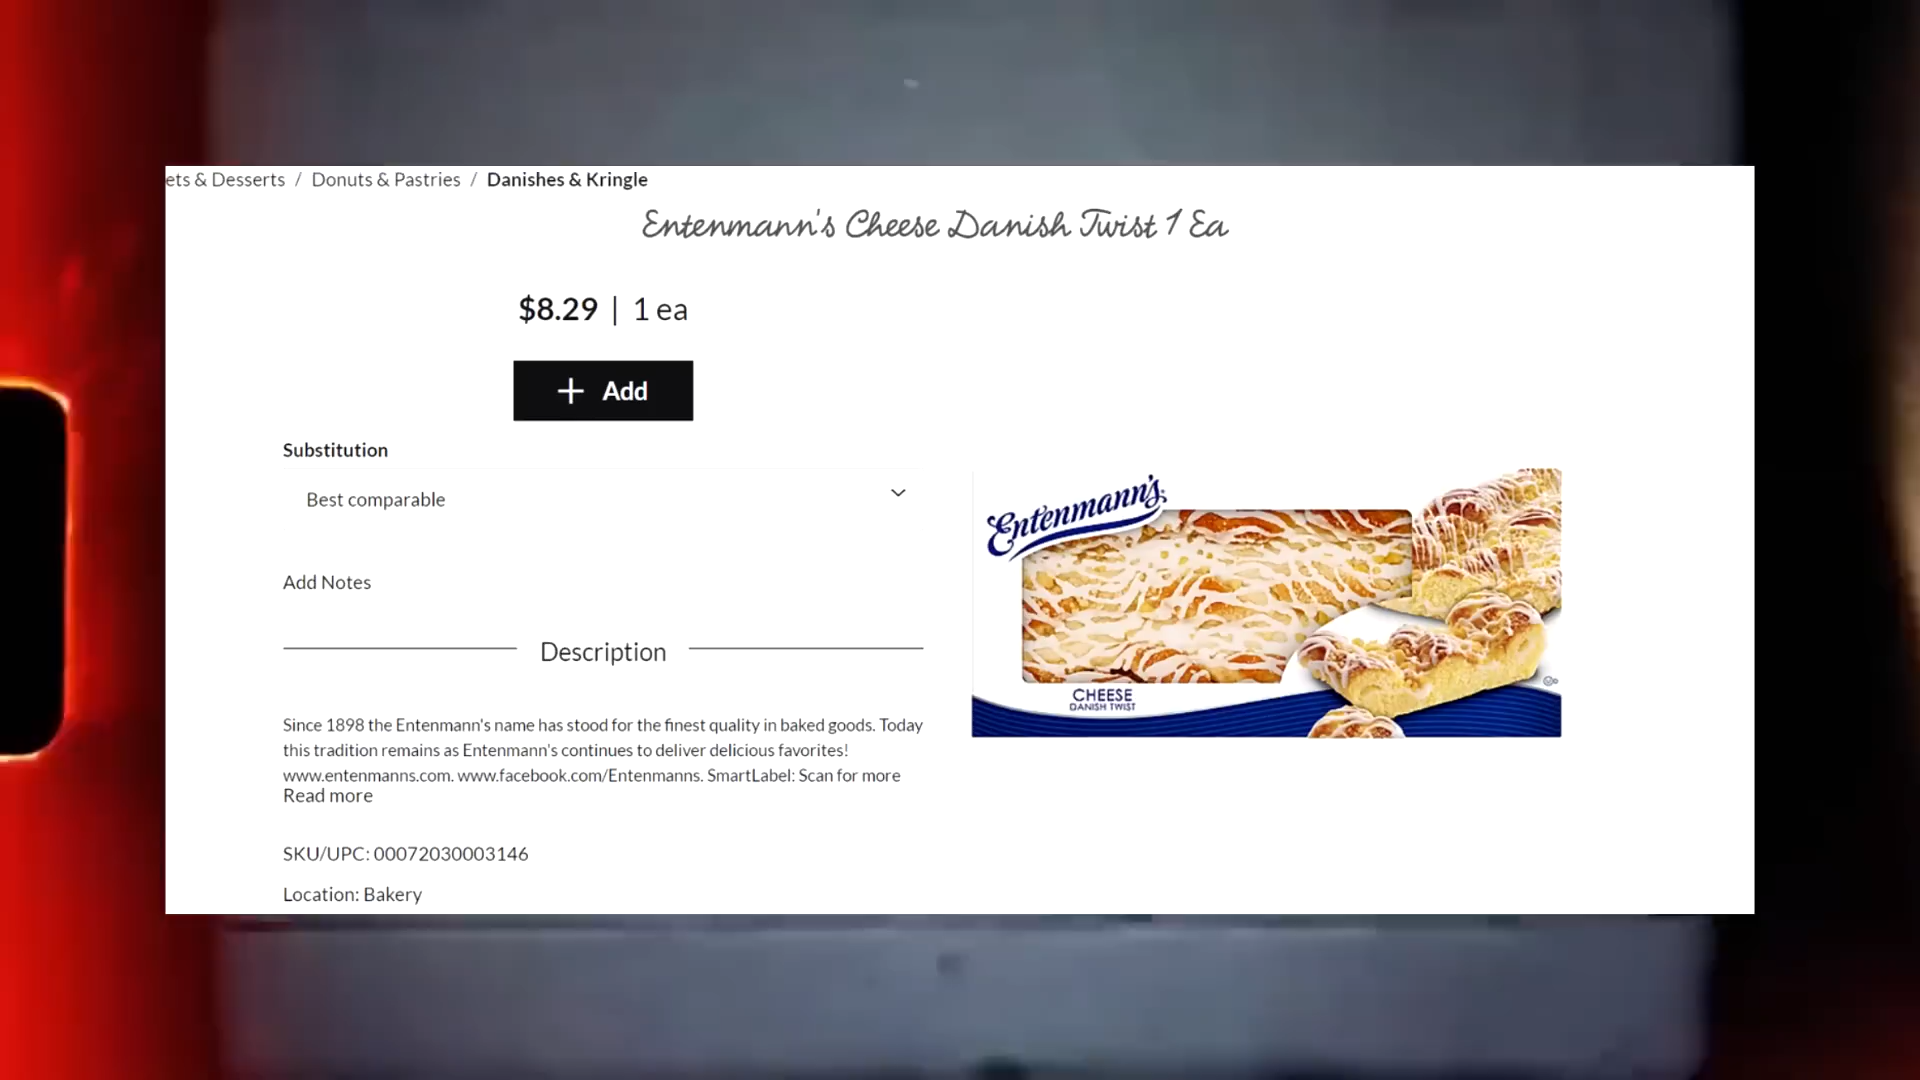 ets & Desserts / Donuts & Pastries / Danishes & Kringle
Entenmann's Cheese Danish Twist 1 Ea
$8.29 | 1 ea
+ Add
Substitution
Best comparable
Add Notes
Description
Since 1898 the Entenmann's name has stood for the finest quality in baked goods. Today
this tradition remains as Entenmann's continues to deliver delicious favorites!
www.entenmanns.com. www.facebook.com/Entenmanns. SmartLabel: Scan for more
Read more
SKU/UPC: 00072030003146
Location: Bakery
Entenmann's
CHEESE
DANISH TWIST